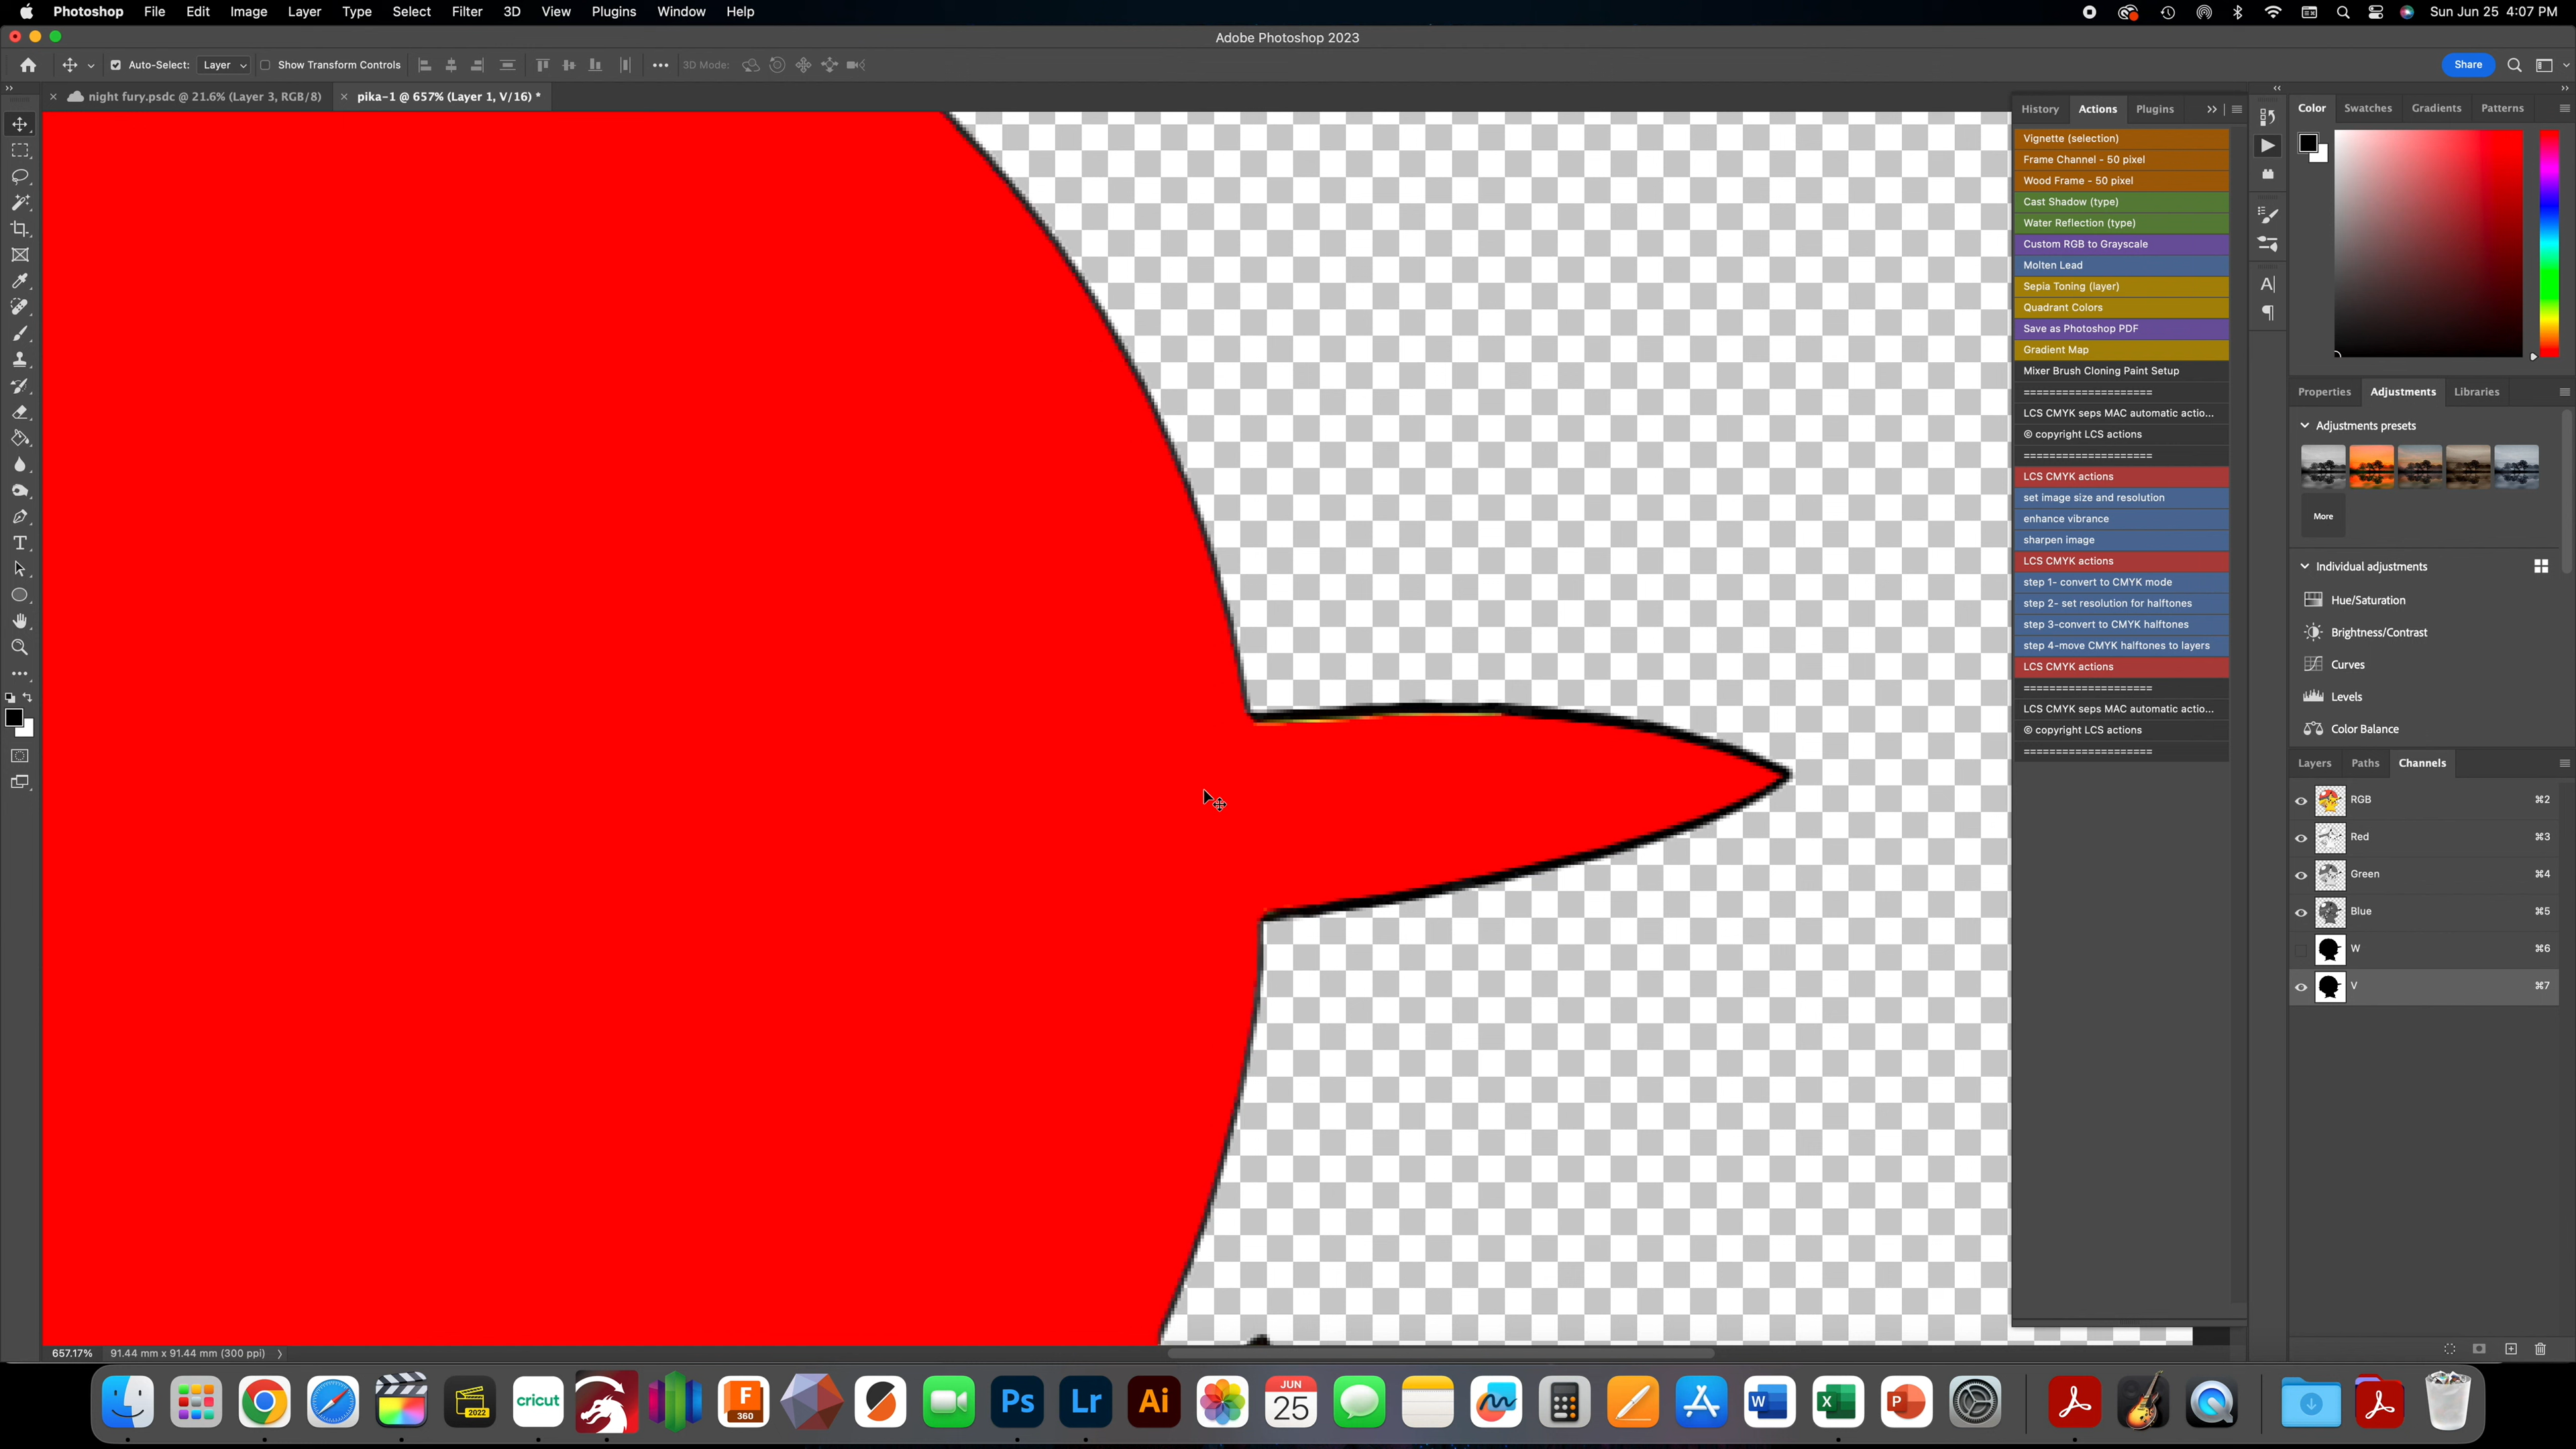 Photoshop File Edit Image Layer Type Select Filter 3D View Plugins Window Help Sun Jun 25 4:07 PM
Adobe Photoshop 2023
Auto-Select: Layer Show Transform Controls 3D Mode: Share
night fury.psdc @ 21.6% (Layer 3, RGB/8) pika-1 @ 657% (Layer 1, V/16) *
History Actions Plugins
Vignette (selection)
Frame Channel - 50 pixel
Wood Frame - 50 pixel
Cast Shadow (type)
Water Reflection (type)
Custom RGB to Grayscale
Molten Lead
Sepia Toning (layer)
Quadrant Colors
Save as Photoshop PDF
Gradient Map
Mixer Brush Cloning Paint Setup
====================
LCS CMYK seps MAC automatic actio...
© copyright LCS actions
====================
LCS CMYK actions
set image size and resolution
enhance vibrance
sharpen image
LCS CMYK actions
step 1- convert to CMYK mode
step 2- set resolution for halftones
step 3-convert to CMYK halftones
step 4-move CMYK halftones to layers
LCS CMYK actions
====================
LCS CMYK seps MAC automatic actio...
© copyright LCS actions
====================
Color Swatches Gradients Patterns
Properties Adjustments Libraries
Adjustments presets
More
Individual adjustments
Hue/Saturation
Brightness/Contrast
Curves
Levels
Color Balance
Layers Paths Channels
RGB ⌘2
Red ⌘3
Green ⌘4
Blue ⌘5
W ⌘6
V ⌘7
657.17% 91.44 mm x 91.44 mm (300 ppi)
2022 cricut F 360 Ps Lr Ai JUN 25 W X P